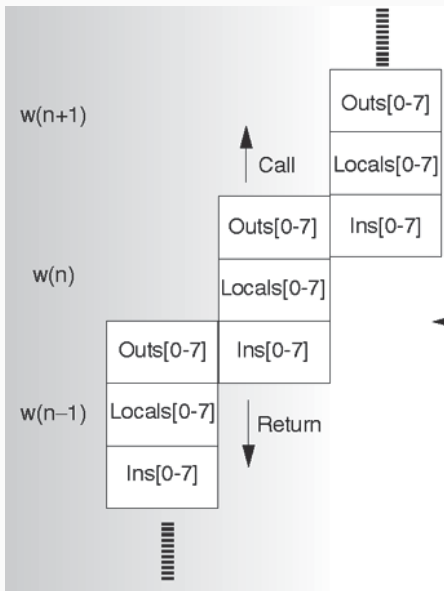 Outs[0-7]
w(n+1)
Locals[0-7]
Call
Outs[0-7]
Ins[0-7]
w(n)
Locals[0-7]
Outs[0-7]
Ins[0-7]
w(n–1)
Locals[0-7]
Return
Ins[0-7]